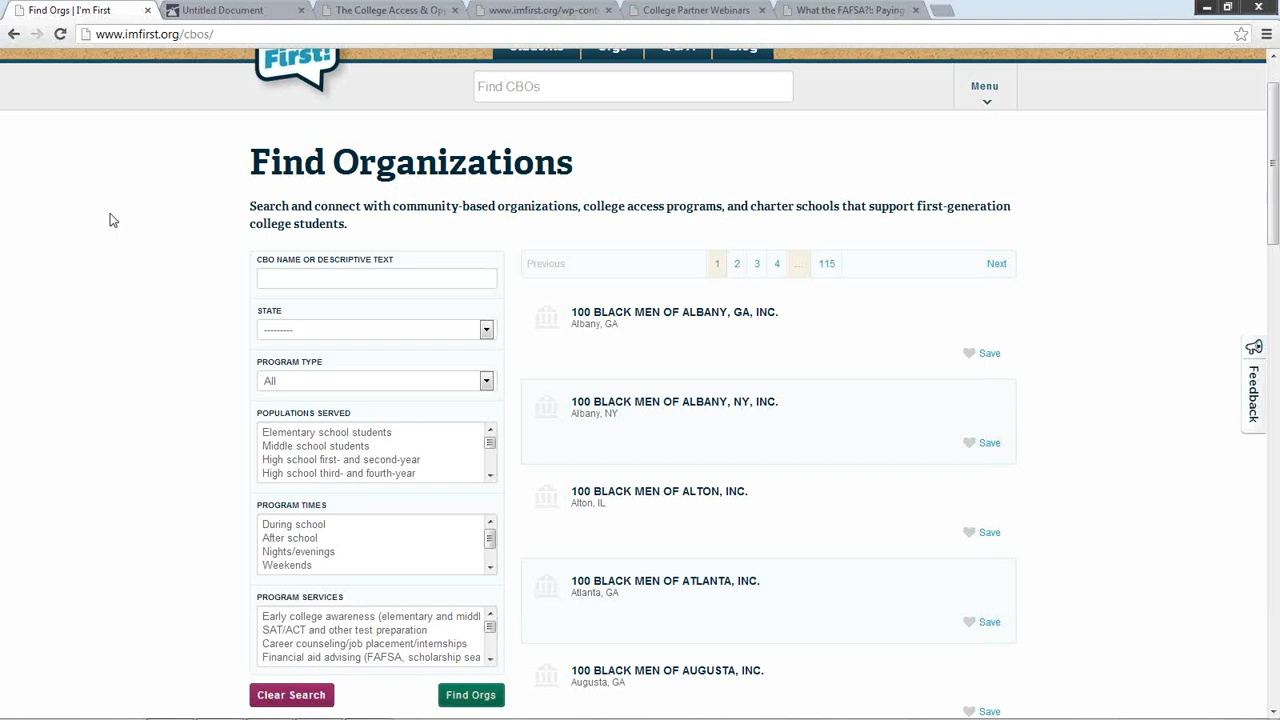 Find Orgs | I'm First
Untitled Document
The College Access & Op
www.imfirst.org/wp-cont
College Partner Webinars
What the FAFSA?!: Paying
www.imfirst.org/cbos/
First!
Students
Orgs
Q&A
Blog
Find CBOs
Menu
Find Organizations
Search and connect with community-based organizations, college access programs, and charter schools that support first-generation
college students.
CBO NAME OR DESCRIPTIVE TEXT
STATE
---------
PROGRAM TYPE
All
POPULATIONS SERVED
Elementary school students
Middle school students
High school first- and second-year
High school third- and fourth-year
PROGRAM TIMES
During school
After school
Nights/evenings
Weekends
PROGRAM SERVICES
Early college awareness (elementary and middl
SAT/ACT and other test preparation
Career counseling/job placement/internships
Financial aid advising (FAFSA, scholarship sea
Clear Search
Find Orgs
Previous 1 2 3 4 ... 115 Next
100 BLACK MEN OF ALBANY, GA, INC.
Albany, GA
Save
100 BLACK MEN OF ALBANY, NY, INC.
Albany, NY
Save
100 BLACK MEN OF ALTON, INC.
Alton, IL
Save
100 BLACK MEN OF ATLANTA, INC.
Atlanta, GA
Save
100 BLACK MEN OF AUGUSTA, INC.
Augusta, GA
Save
Feedback